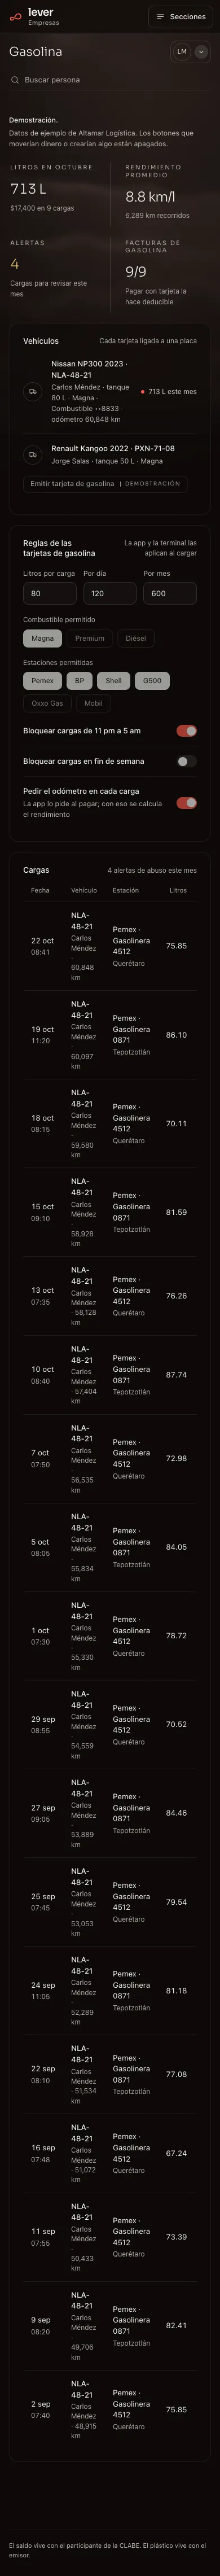 lever
Empresas
Secciones
Gasolina
LM
Buscar persona
Demostración.
Datos de ejemplo de Altamar Logística. Los botones que
moverían dinero o crearían algo están apagados.
LITROS EN OCTUBRE
713 L
$17,400 en 9 cargas
RENDIMIENTO
PROMEDIO
8.8 km/l
6,289 km recorridos
ALERTAS
4
Cargas para revisar este
mes
FACTURAS DE
GASOLINA
9/9
Pagar con tarjeta la
hace deducible
Vehículos
Cada tarjeta ligada a una placa
Nissan NP300 2023 ·
NLA-48-21
Carlos Méndez · tanque
80 L · Magna ·
Combustible ··8833 ·
odómetro 60,848 km
713 L este mes
Renault Kangoo 2022 · PXN-71-08
Jorge Salas · tanque 50 L · Magna
Emitir tarjeta de gasolina | DEMOSTRACIÓN
Reglas de las
tarjetas de gasolina
La app y la terminal las
aplican al cargar
Litros por carga
Por día
Por mes
80
120
600
Combustible permitido
Magna
Premium
Diésel
Estaciones permitidas
Pemex
BP
Shell
G500
Oxxo Gas
Mobil
Bloquear cargas de 11 pm a 5 am
Bloquear cargas en fin de semana
Pedir el odómetro en cada carga
La app lo pide al pagar; con eso se calcula
el rendimiento
Cargas
4 alertas de abuso este mes
Fecha
Vehículo
Estación
Litros
22 oct
08:41
NLA-
48-21
Carlos
Méndez
·
60,848
km
Pemex ·
Gasolinera
4512
Querétaro
75.85
19 oct
11:20
NLA-
48-21
Carlos
Méndez
·
60,097
km
Pemex ·
Gasolinera
0871
Tepotzotlán
86.10
18 oct
08:15
NLA-
48-21
Carlos
Méndez
·
59,580
km
Pemex ·
Gasolinera
4512
Querétaro
70.11
15 oct
09:10
NLA-
48-21
Carlos
Méndez
·
58,928
km
Pemex ·
Gasolinera
0871
Tepotzotlán
81.59
13 oct
07:35
NLA-
48-21
Carlos
Méndez
· 58,128
km
Pemex ·
Gasolinera
4512
Querétaro
76.26
10 oct
08:40
NLA-
48-21
Carlos
Méndez
· 57,404
km
Pemex ·
Gasolinera
0871
Tepotzotlán
87.74
7 oct
07:50
NLA-
48-21
Carlos
Méndez
·
56,535
km
Pemex ·
Gasolinera
4512
Querétaro
72.98
5 oct
08:05
NLA-
48-21
Carlos
Méndez
·
55,834
km
Pemex ·
Gasolinera
0871
Tepotzotlán
84.05
1 oct
07:30
NLA-
48-21
Carlos
Méndez
·
55,330
km
Pemex ·
Gasolinera
4512
Querétaro
78.72
29 sep
08:55
NLA-
48-21
Carlos
Méndez
·
54,559
km
Pemex ·
Gasolinera
4512
Querétaro
70.52
27 sep
09:05
NLA-
48-21
Carlos
Méndez
·
53,889
km
Pemex ·
Gasolinera
0871
Tepotzotlán
84.46
25 sep
07:45
NLA-
48-21
Carlos
Méndez
·
53,053
km
Pemex ·
Gasolinera
4512
Querétaro
79.54
24 sep
11:05
NLA-
48-21
Carlos
Méndez
·
52,289
km
Pemex ·
Gasolinera
0871
Tepotzotlán
81.18
22 sep
08:10
NLA-
48-21
Carlos
Méndez
· 51,534
km
Pemex ·
Gasolinera
0871
Tepotzotlán
77.08
16 sep
07:48
NLA-
48-21
Carlos
Méndez
· 51,072
km
Pemex ·
Gasolinera
4512
Querétaro
67.24
11 sep
07:55
NLA-
48-21
Carlos
Méndez
·
50,433
km
Pemex ·
Gasolinera
4512
Querétaro
73.39
9 sep
08:20
NLA-
48-21
Carlos
Méndez
·
49,706
km
Pemex ·
Gasolinera
0871
Tepotzotlán
82.41
2 sep
07:40
NLA-
48-21
Carlos
Méndez
· 48,915
km
Pemex ·
Gasolinera
4512
Querétaro
75.85
El saldo vive con el participante de la CLABE. El plástico vive con el
emisor.